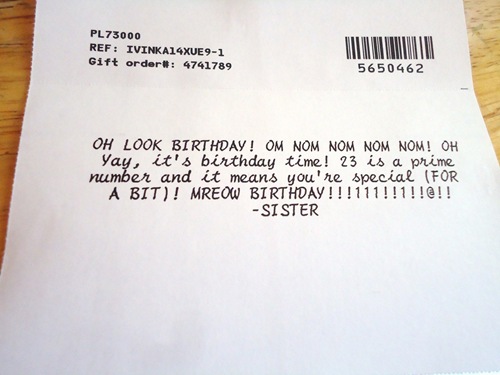 PL73000
REF: IVINKA14XUE9-1
Gift order#: 4741789
5650462
OH LOOK BIRTHDAY! OM NOM NOM NOM NOM! OH
Yay, it's birthday time! 23 is a prime
number and it means you're special (FOR
A BIT)! MREOW BIRTHDAY!!!111!!1!!@!!
-SISTER